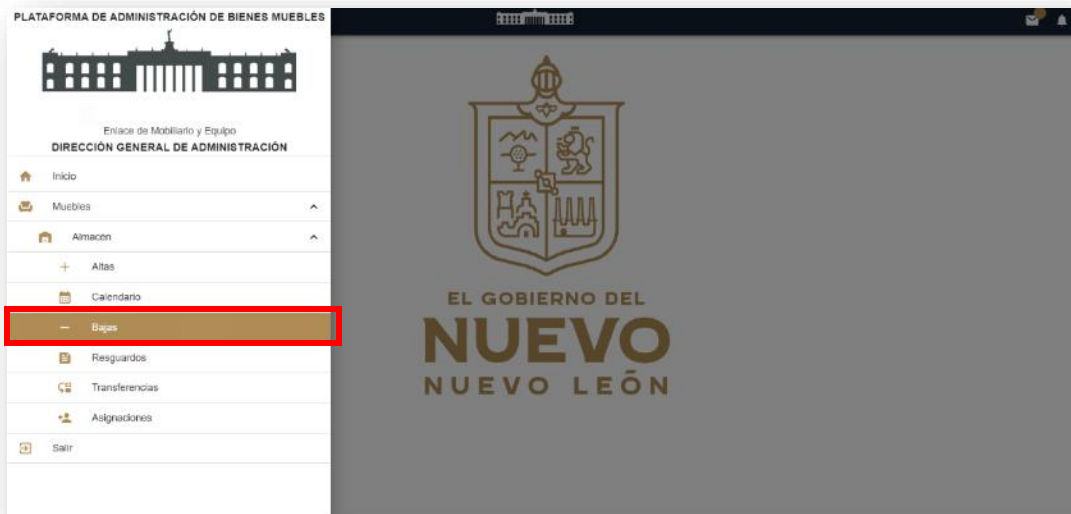 PLATAFORMA DE ADMINISTRACIÓN DE BIENES MUEBLES
Enlace de Mobiliario y Equipo
DIRECCIÓN GENERAL DE ADMINISTRACIÓN
Inicio
Muebles
Almacén
Altas
Calendario
Bajas
Resguardos
Transferencias
Asignaciones
Salir
EL GOBIERNO DEL
NUEVO
NUEVO LEÓN